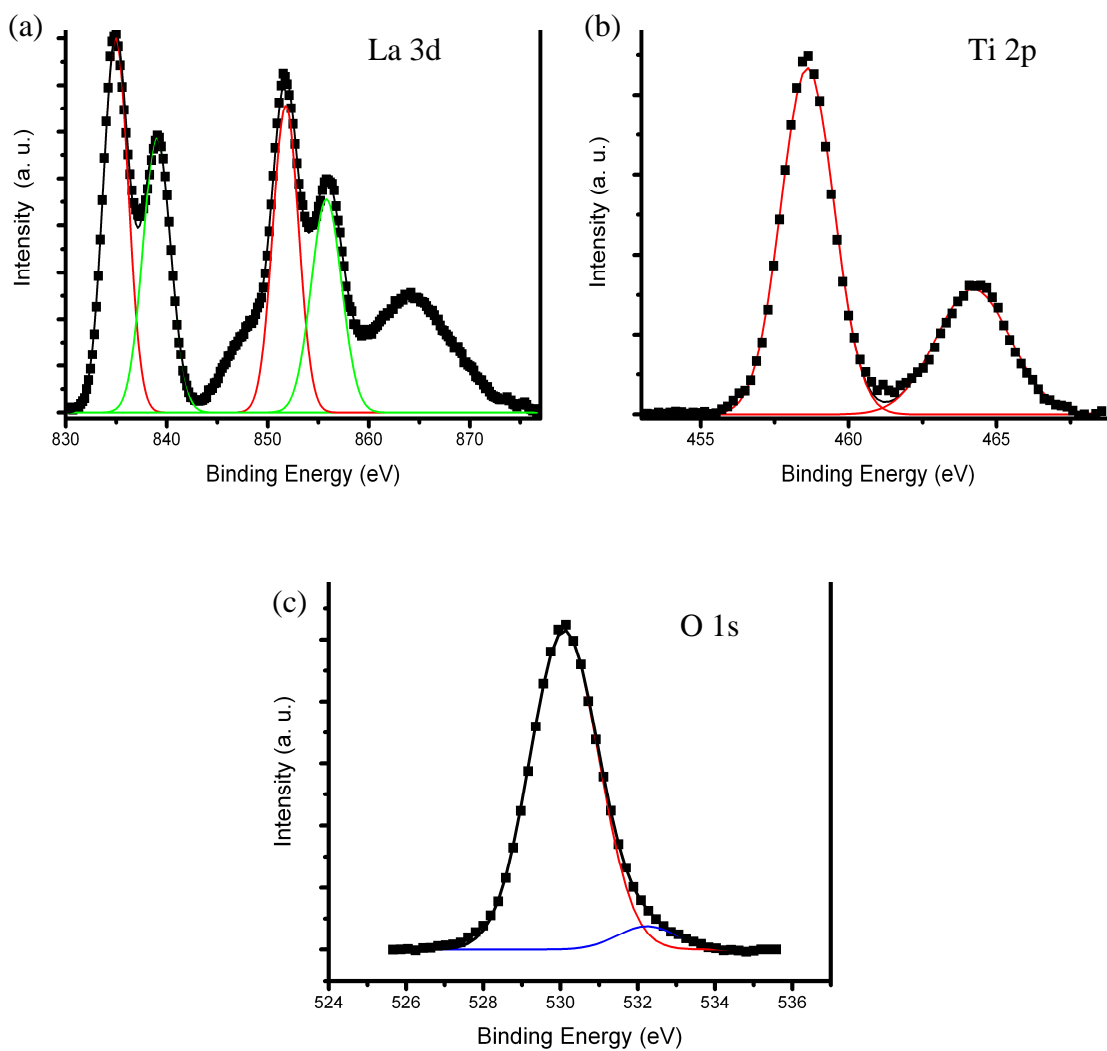 (a)
La 3d
Intensity (a. u.)
830 840 850 860 870
Binding Energy (eV)
(b)
Ti 2p
Intensity (a. u.)
455 460 465
Binding Energy (eV)
(c)
O 1s
Intensity (a. u.)
524 526 528 530 532 534 536
Binding Energy (eV)